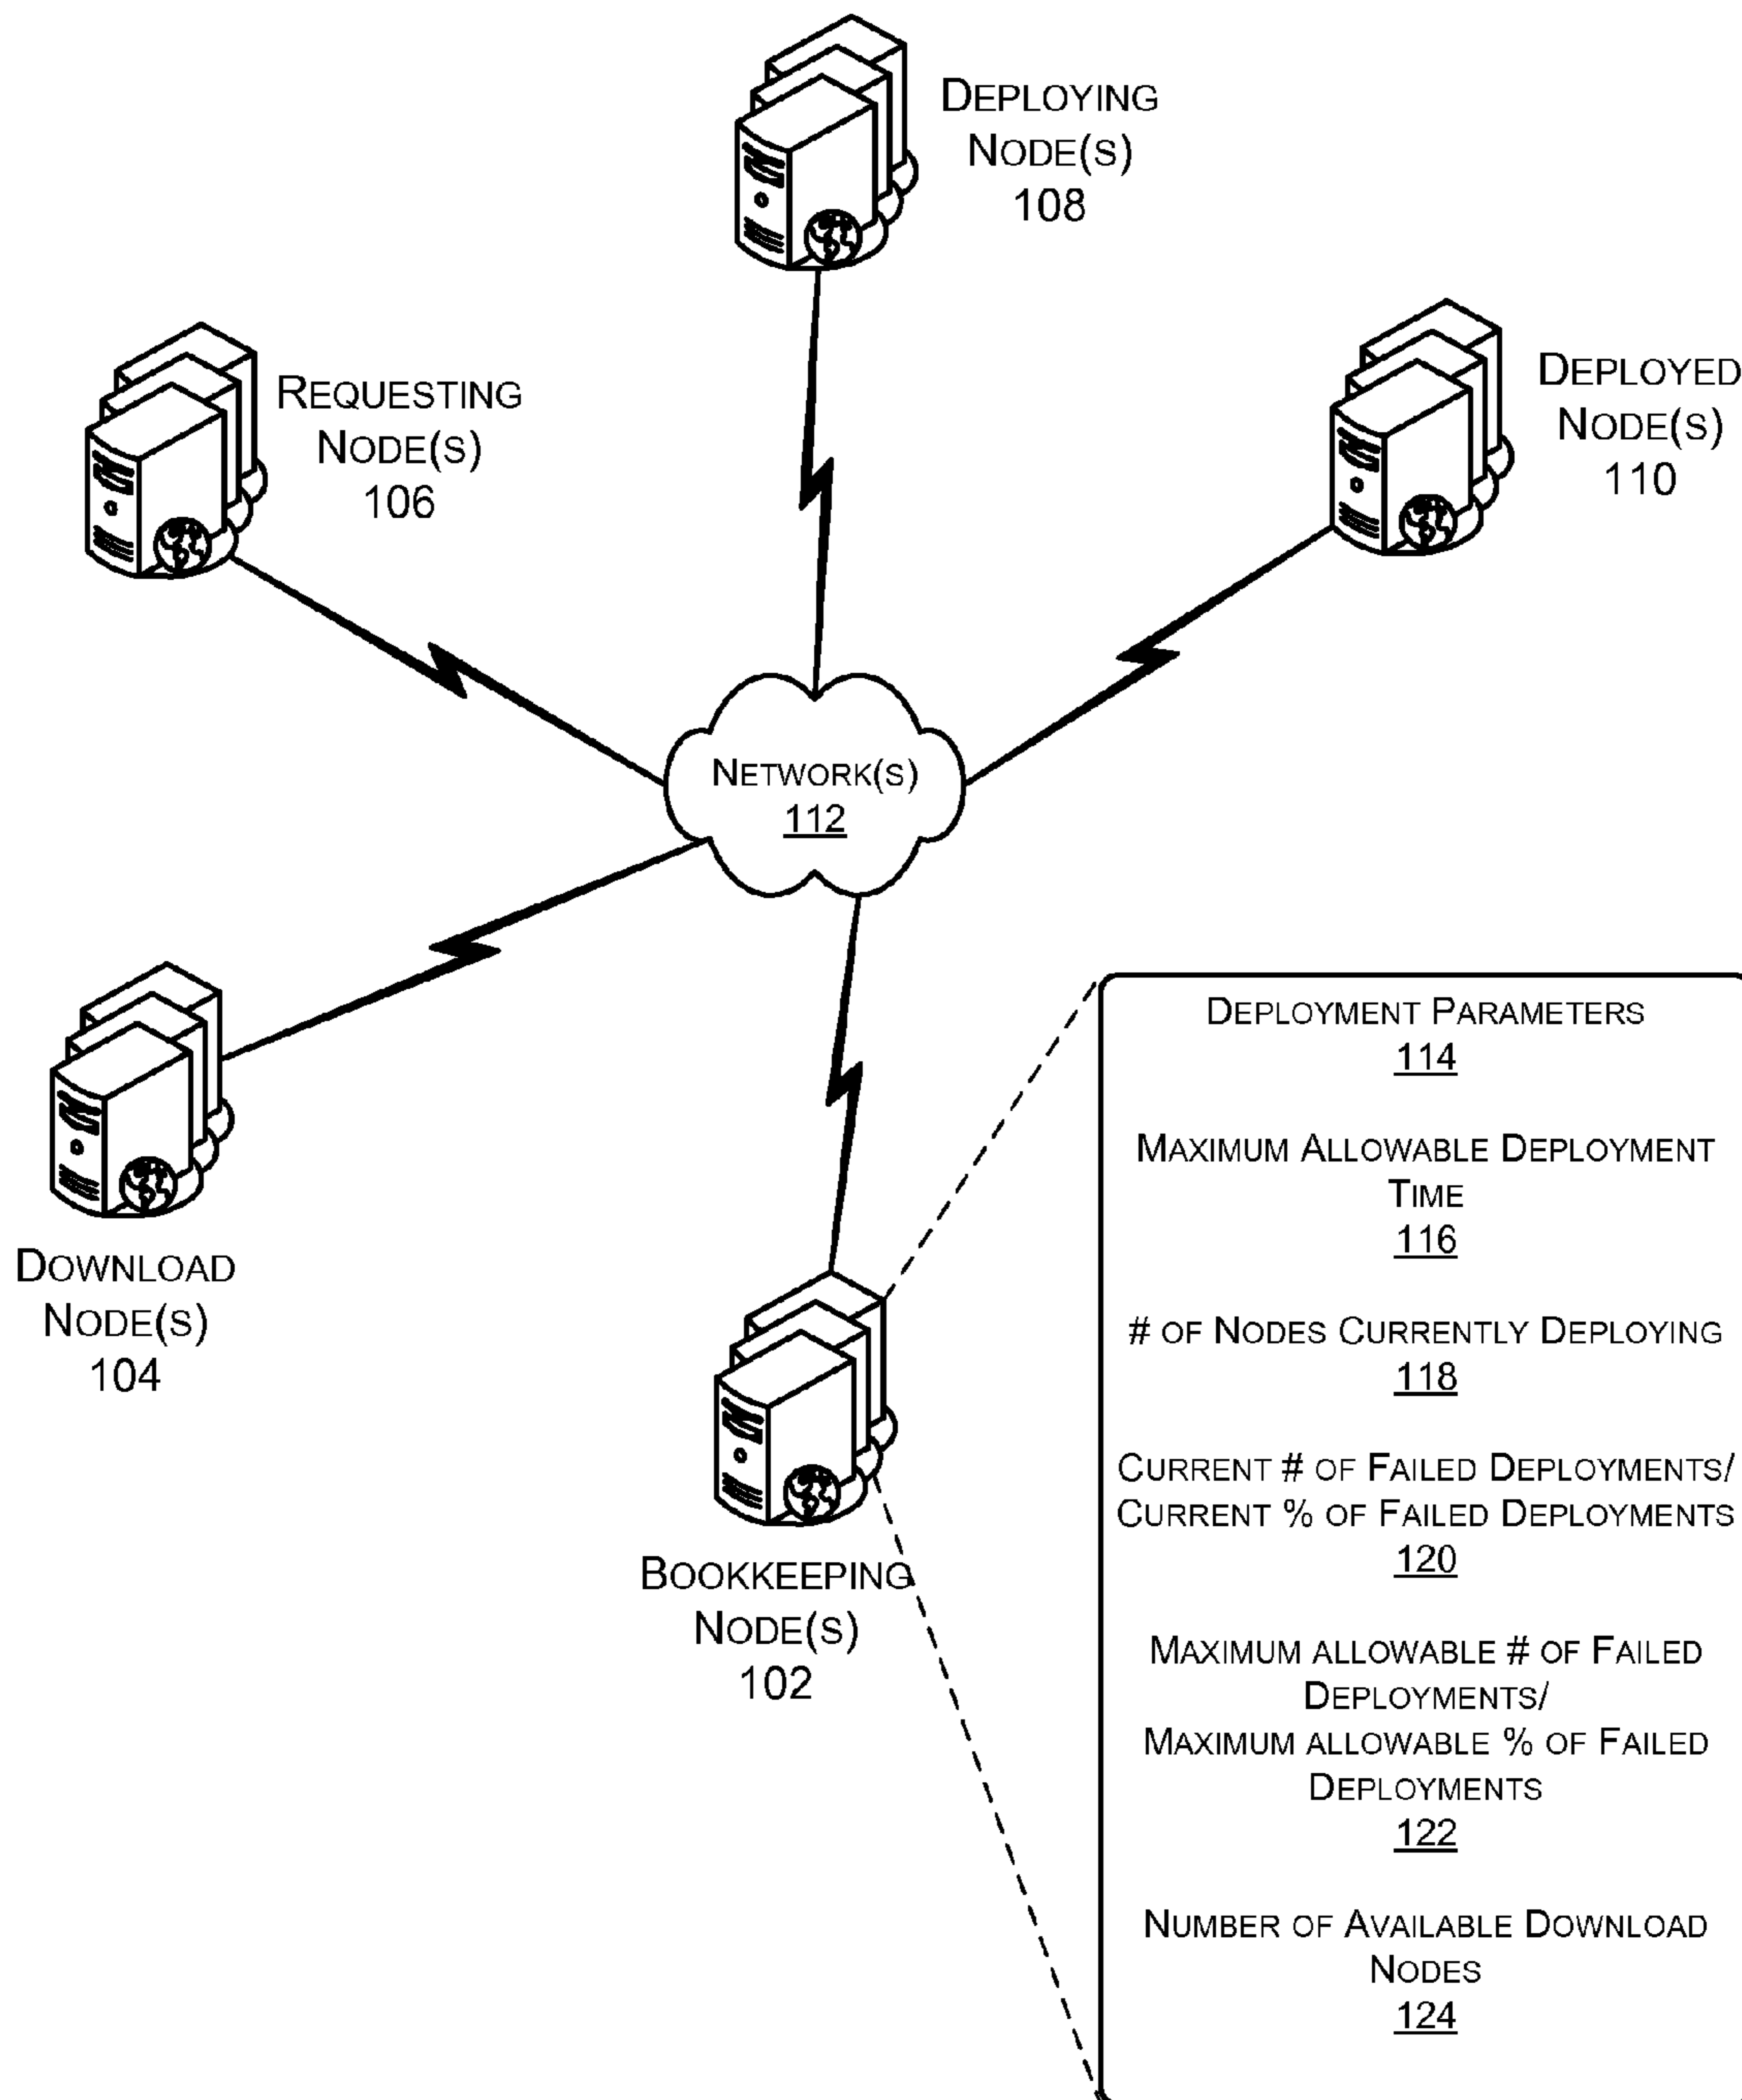 DEPLOYING
NODE(S)
108
DEPLOYED
NODE(S)
110
REQUESTING
NODE(S)
106
NETWORK(S)
112
DOWNLOAD
NODE(S)
104
BOOKKEEPING
NODE(S)
102
DEPLOYMENT PARAMETERS
114
MAXIMUM ALLOWABLE DEPLOYMENT
TIME
116
# OF NODES CURRENTLY DEPLOYING
118
CURRENT # OF FAILED DEPLOYMENTS/
CURRENT % OF FAILED DEPLOYMENTS
120
MAXIMUM ALLOWABLE # OF FAILED
DEPLOYMENTS/
MAXIMUM ALLOWABLE % OF FAILED
DEPLOYMENTS
122
NUMBER OF AVAILABLE DOWNLOAD
NODES
124